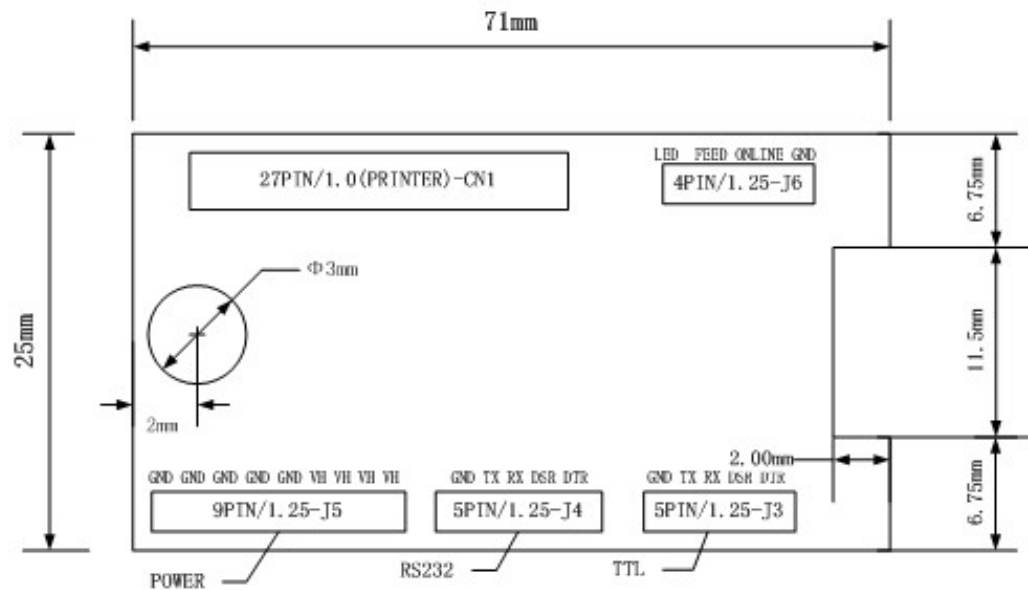 71mm
LED FEED ONLINE GND
27PIN/1.0(PRINTER)-CN1
4PIN/1.25-J6
6.75mm
Φ3mm
25mm
11.5mm
2mm
2.00mm
GND GND GND GND GND VH VH VH VH
GND TX RX DSR DTR
GND TX RX DSR DTR
9PIN/1.25-J5
5PIN/1.25-J4
5PIN/1.25-J3
6.75mm
POWER
RS232
TTL